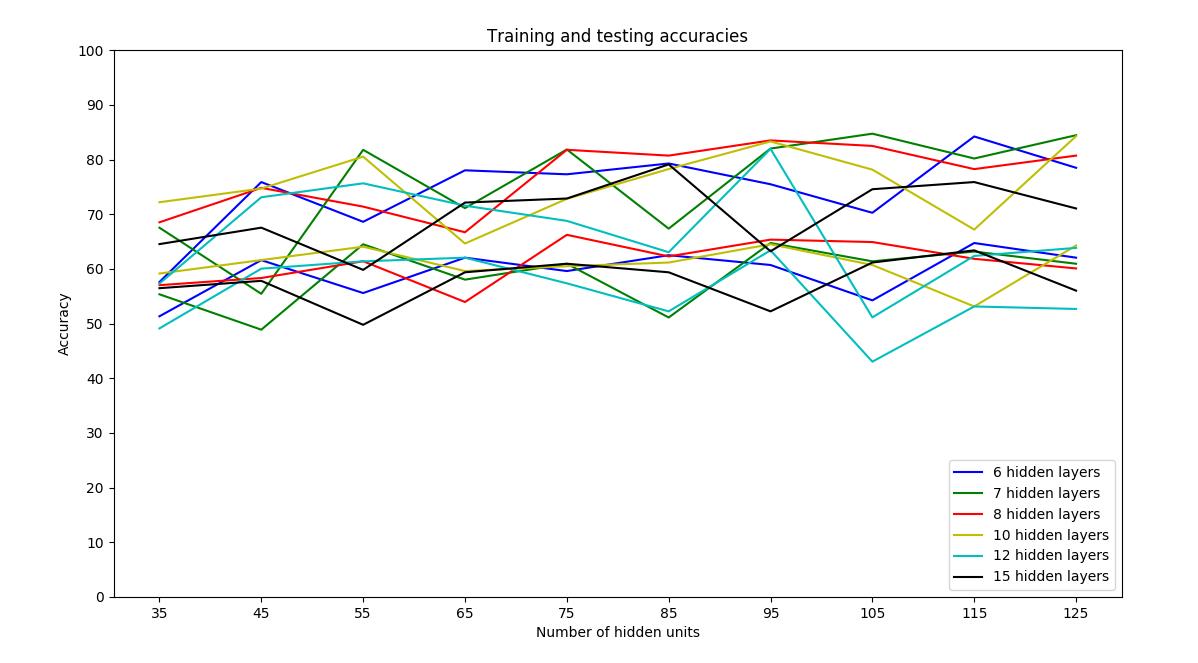 Training and testing accuracies
100
90
80
70
60
50
40
30
20
10
0
Accuracy
35 45 55 65 75 85 95 105 115 125
Number of hidden units
6 hidden layers
7 hidden layers
8 hidden layers
10 hidden layers
12 hidden layers
15 hidden layers